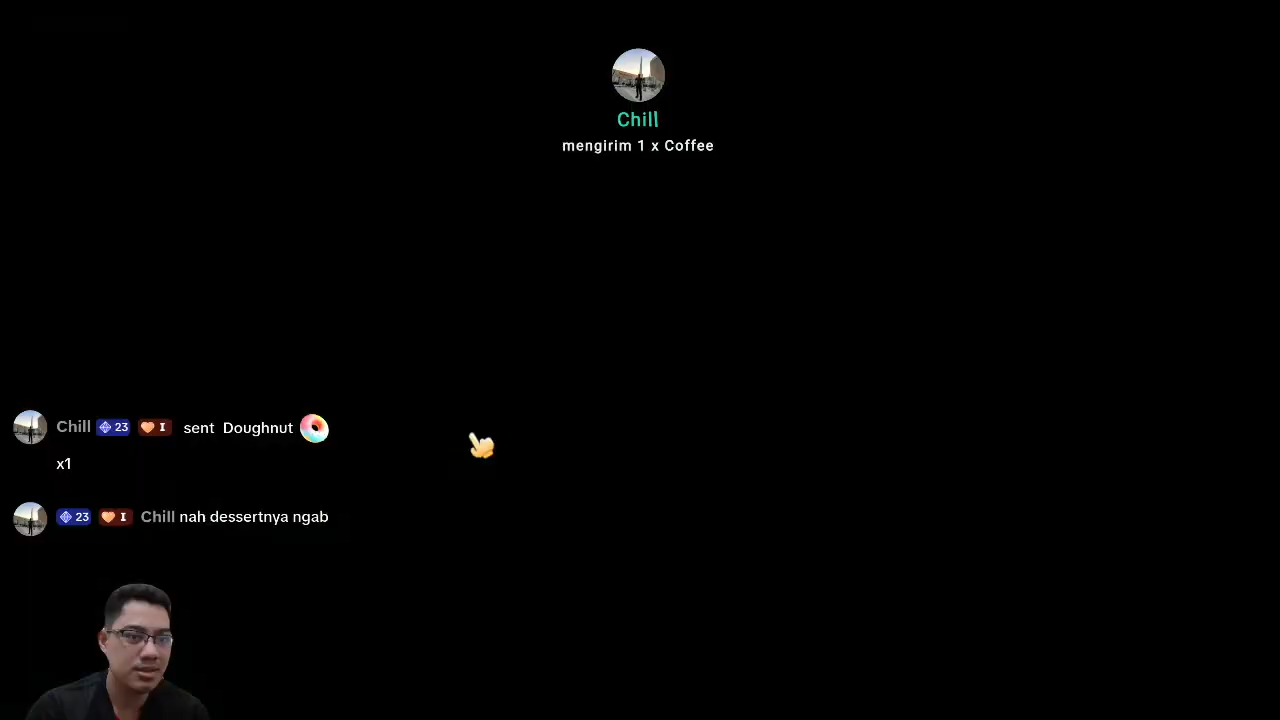 Chill
mengirim 1 x Coffee
Chill 23 I sent Doughnut
x1
23 I Chill nah dessertnya ngab